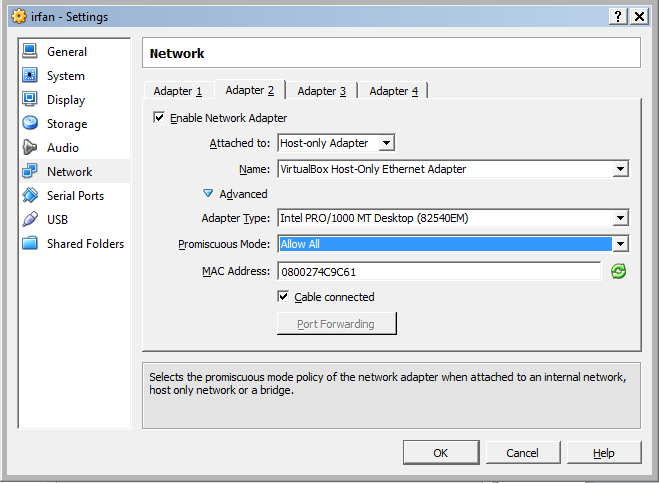 irfan - Settings
General
System
Display
Storage
Audio
Network
Serial Ports
USB
Shared Folders
Network
Adapter 1 Adapter 2 Adapter 3 Adapter 4
Enable Network Adapter
Attached to: Host-only Adapter
Name: VirtualBox Host-Only Ethernet Adapter
Advanced
Adapter Type: Intel PRO/1000 MT Desktop (82540EM)
Promiscuous Mode: Allow All
MAC Address: 0800274C9C61
Cable connected
Port Forwarding
Selects the promiscuous mode policy of the network adapter when attached to an internal network,
host only network or a bridge.
OK Cancel Help